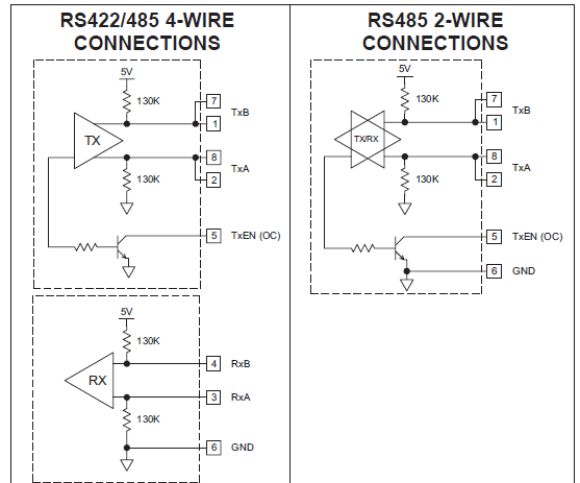 RS422/485 4-WIRE
CONNECTIONS
5V
130K
7
TxB
1
TX
8
TxA
130K
2
5
TxEN (OC)
5V
130K
4
RxB
RX
3
RxA
130K
6
GND
RS485 2-WIRE
CONNECTIONS
5V
130K
7
TxB
1
TX/RX
8
TxA
130K
2
5
TxEN (OC)
6
GND